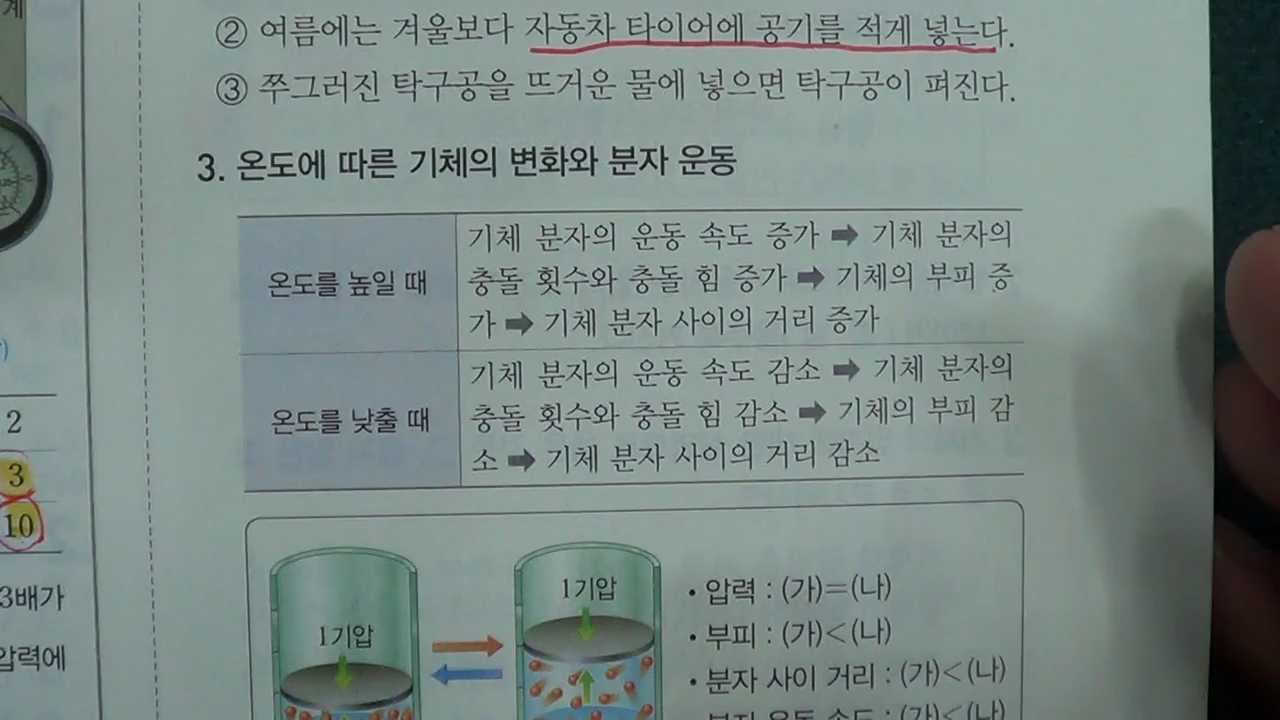 계
② 여름에는 겨울보다 자동차 타이어에 공기를 적게 넣는다.
③ 쭈그러진 탁구공을 뜨거운 물에 넣으면 탁구공이 펴진다.
3. 온도에 따른 기체의 변화와 분자 운동
온도를 높일 때
기체 분자의 운동 속도 증가 ➡ 기체 분자의
충돌 횟수와 충돌 힘 증가 ➡ 기체의 부피 증
가 ➡ 기체 분자 사이의 거리 증가
온도를 낮출 때
기체 분자의 운동 속도 감소 ➡ 기체 분자의
충돌 횟수와 충돌 힘 감소 ➡ 기체의 부피 감
소 ➡ 기체 분자 사이의 거리 감소
2
3
10
3배가
압력에
1기압
1기압
• 압력 : (가)=(나)
• 부피 : (가)<(나)
• 분자 사이 거리 : (가)<(나)